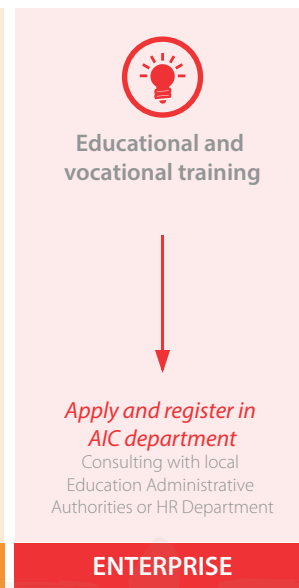 Educational and
vocational training
Apply and register in
AIC department
Consulting with local
Education Administrative
Authorities or HR Department
ENTERPRISE